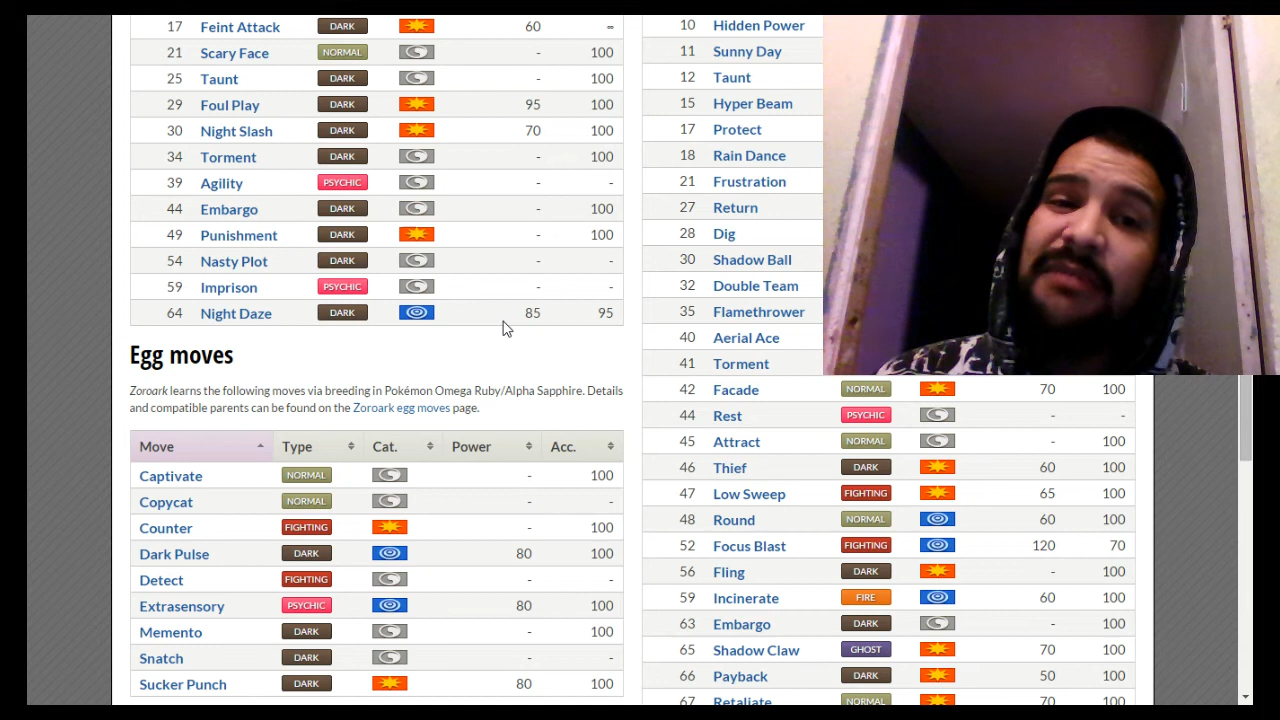 17 Feint Attack DARK 60 ∞
21 Scary Face NORMAL - 100
25 Taunt DARK - 100
29 Foul Play DARK 95 100
30 Night Slash DARK 70 100
34 Torment DARK - 100
39 Agility PSYCHIC - -
44 Embargo DARK - 100
49 Punishment DARK - 100
54 Nasty Plot DARK - -
59 Imprison PSYCHIC - -
64 Night Daze DARK 85 95
Egg moves
Zoroark learns the following moves via breeding in Pokémon Omega Ruby/Alpha Sapphire. Details
and compatible parents can be found on the Zoroark egg moves page.
Move Type Cat. Power Acc.
Captivate NORMAL - 100
Copycat NORMAL - -
Counter FIGHTING - 100
Dark Pulse DARK 80 100
Detect FIGHTING - -
Extrasensory PSYCHIC 80 100
Memento DARK - 100
Snatch DARK - -
Sucker Punch DARK 80 100
10 Hidden Power
11 Sunny Day
12 Taunt
15 Hyper Beam
17 Protect
18 Rain Dance
21 Frustration
27 Return
28 Dig
30 Shadow Ball
32 Double Team
35 Flamethrower
40 Aerial Ace
41 Torment
42 Facade NORMAL 70 100
44 Rest PSYCHIC - -
45 Attract NORMAL - 100
46 Thief DARK 60 100
47 Low Sweep FIGHTING 65 100
48 Round NORMAL 60 100
52 Focus Blast FIGHTING 120 70
56 Fling DARK - 100
59 Incinerate FIRE 60 100
63 Embargo DARK - 100
65 Shadow Claw GHOST 70 100
66 Payback DARK 50 100
67 Retaliate NORMAL 70 100